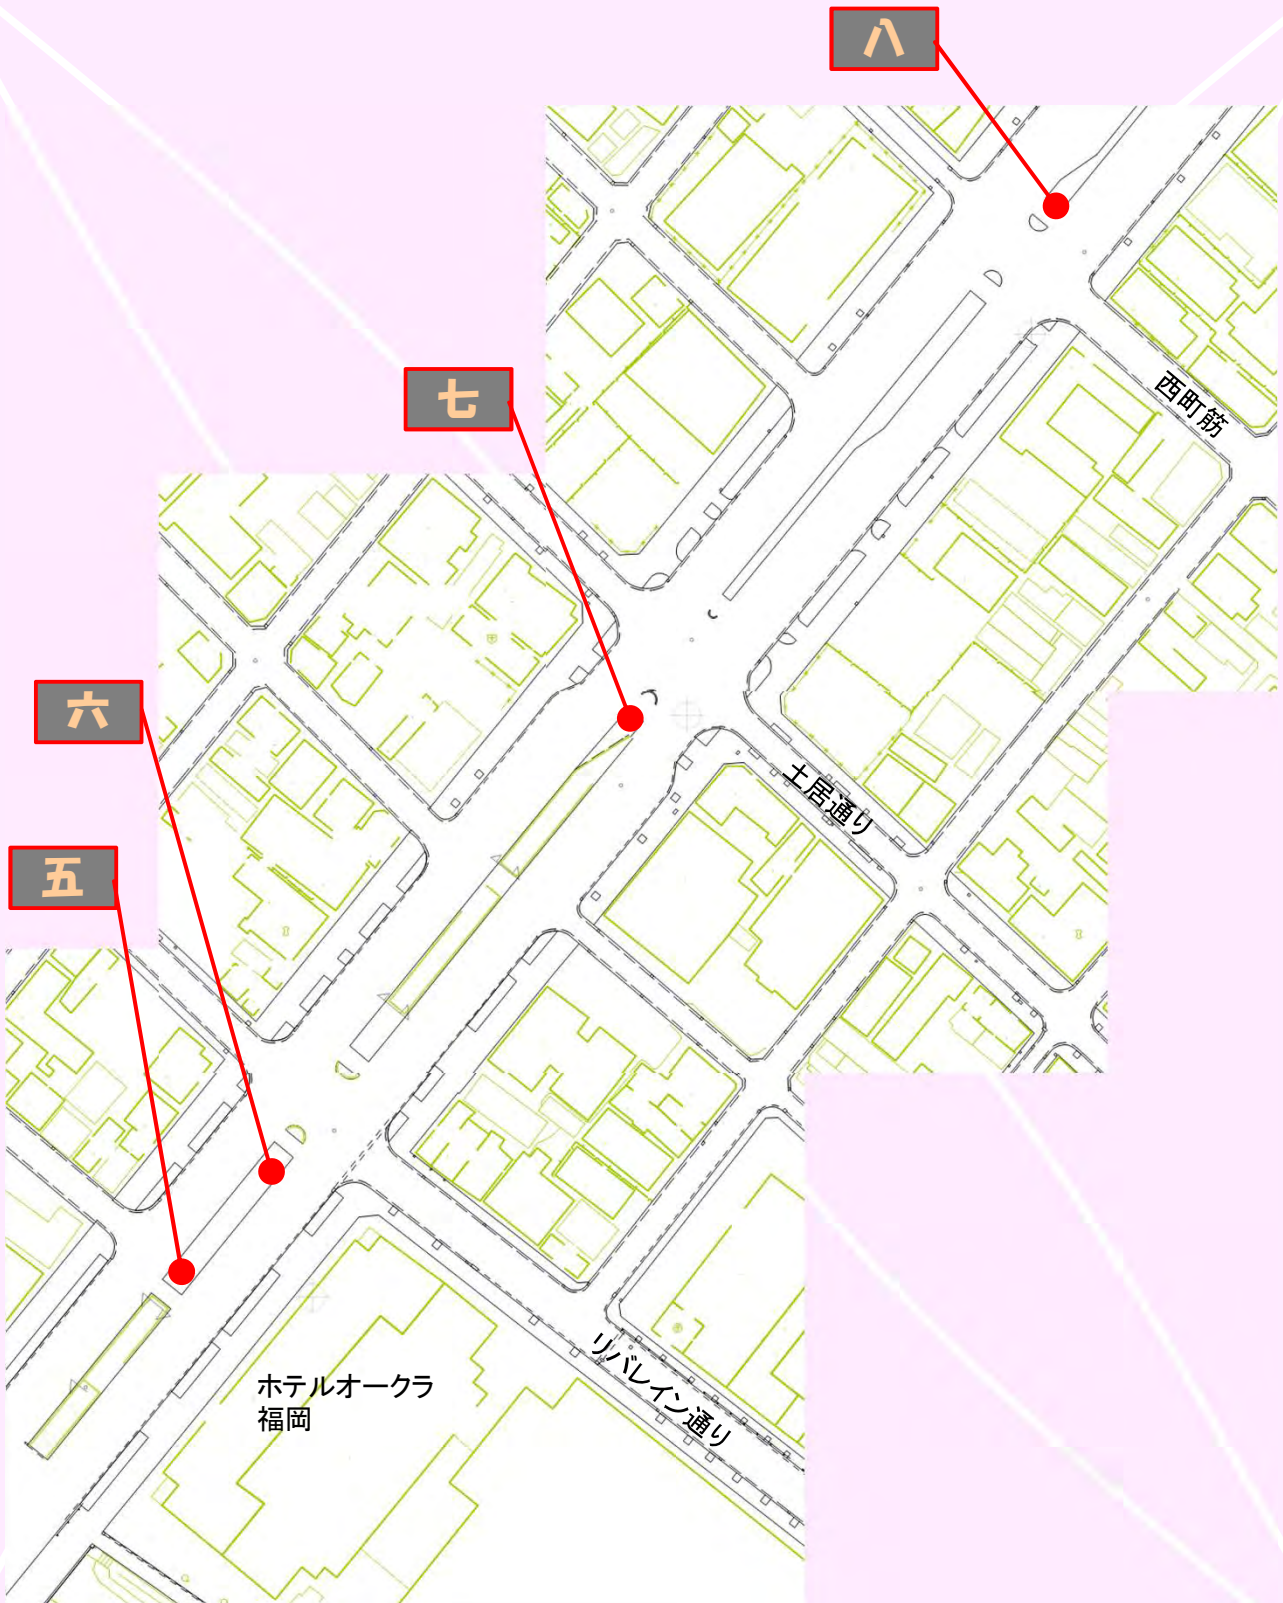 八
西町筋
七
土居通り
六
五
リバレイン通り
ホテルオークラ
福岡